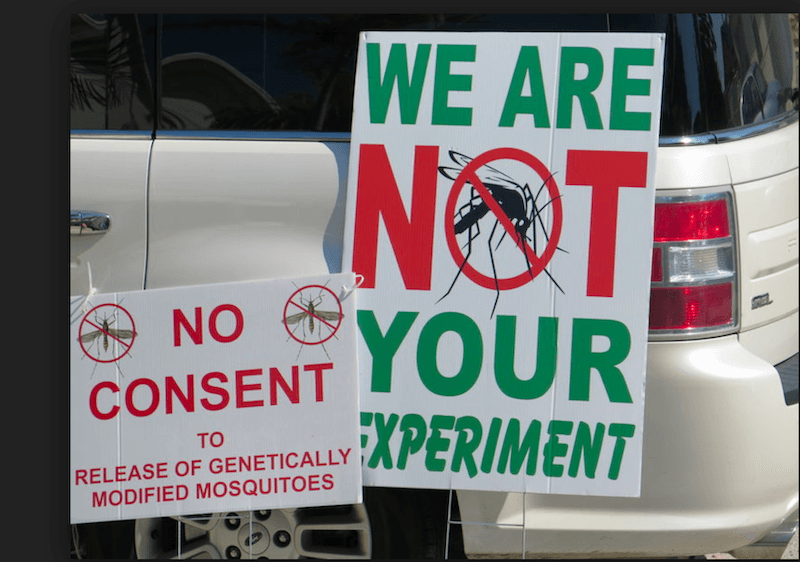 WE ARE
NOT
YOUR
EXPERIMENT
NO
CONSENT
TO
RELEASE OF GENETICALLY
MODIFIED MOSQUITOES